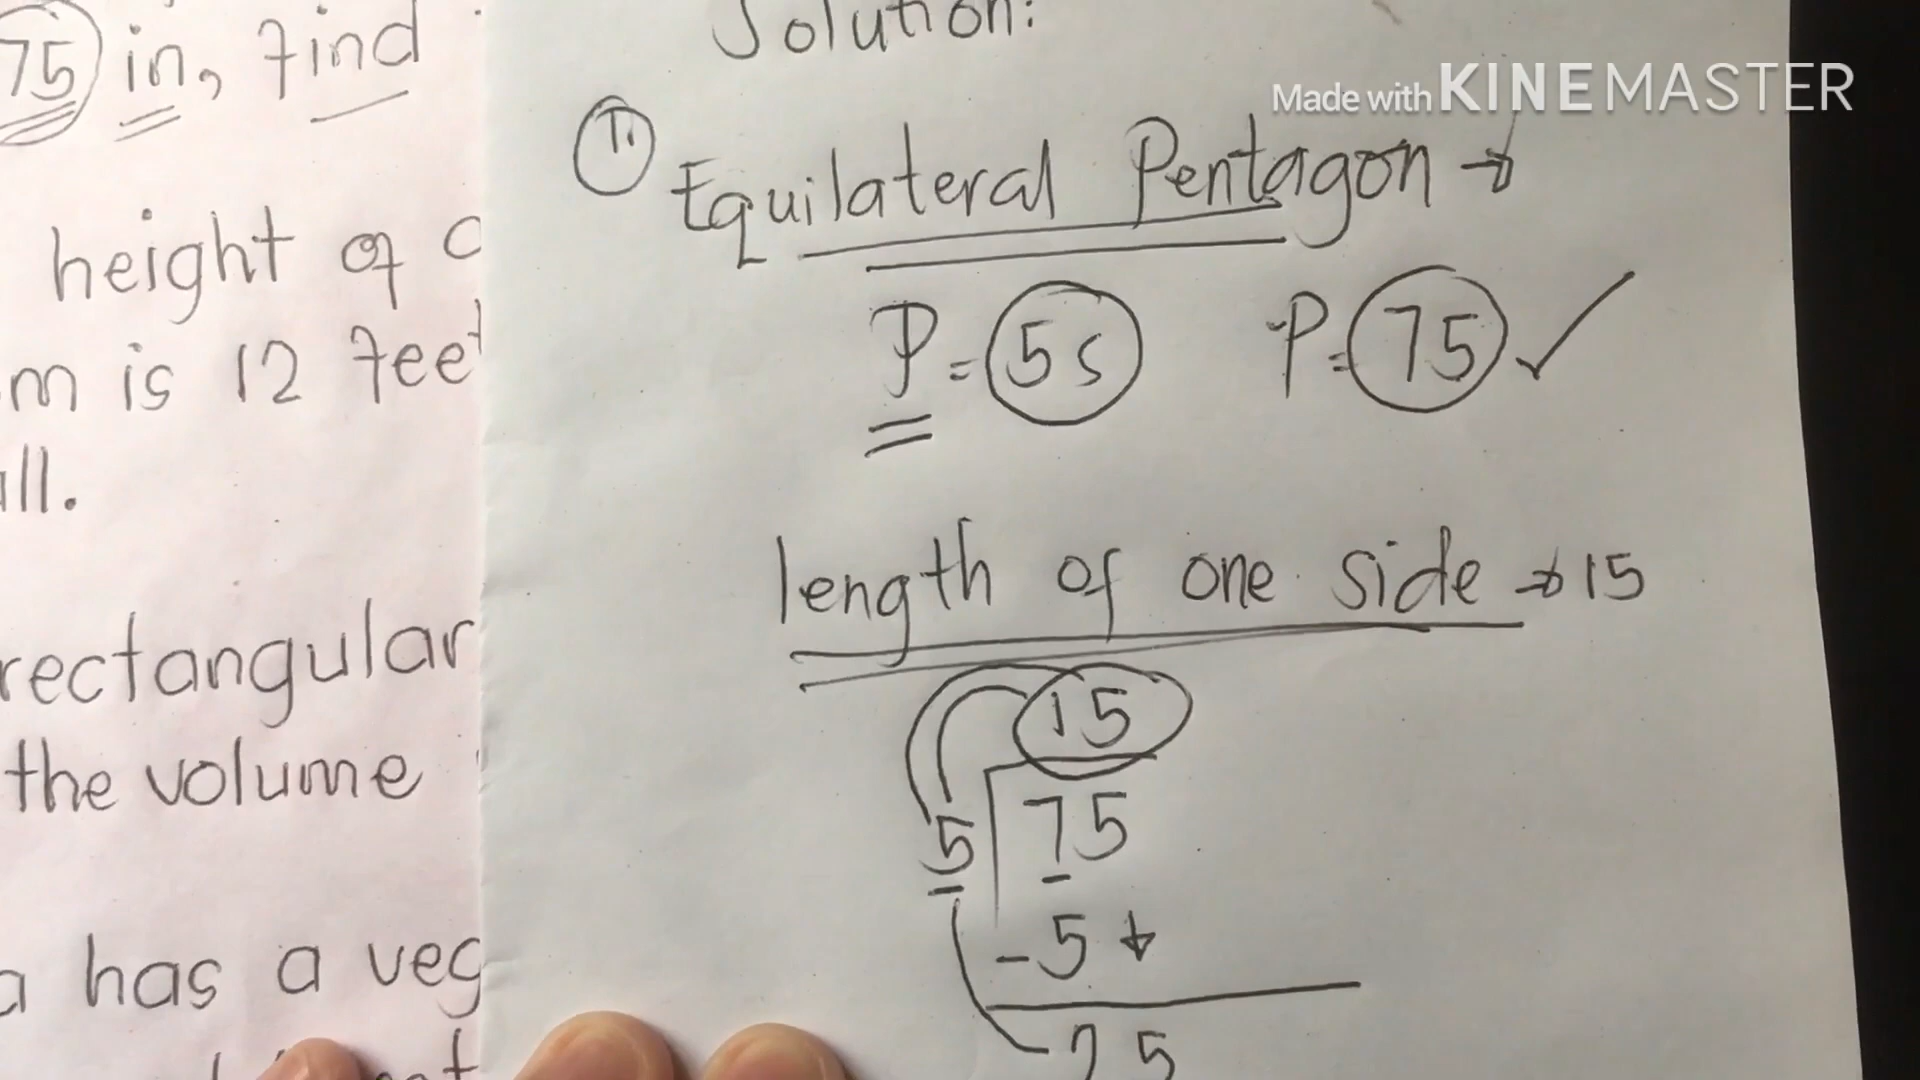 75 in, find
height of
m is 12 feet
all.
rectangular
the volume
a has a veg
Made with KINEMASTER
Solution:
1. Equilateral Pentagon →
P = 5s P = 75 ✓
length of one side → 15
15
5 75
- 5 ↓
25